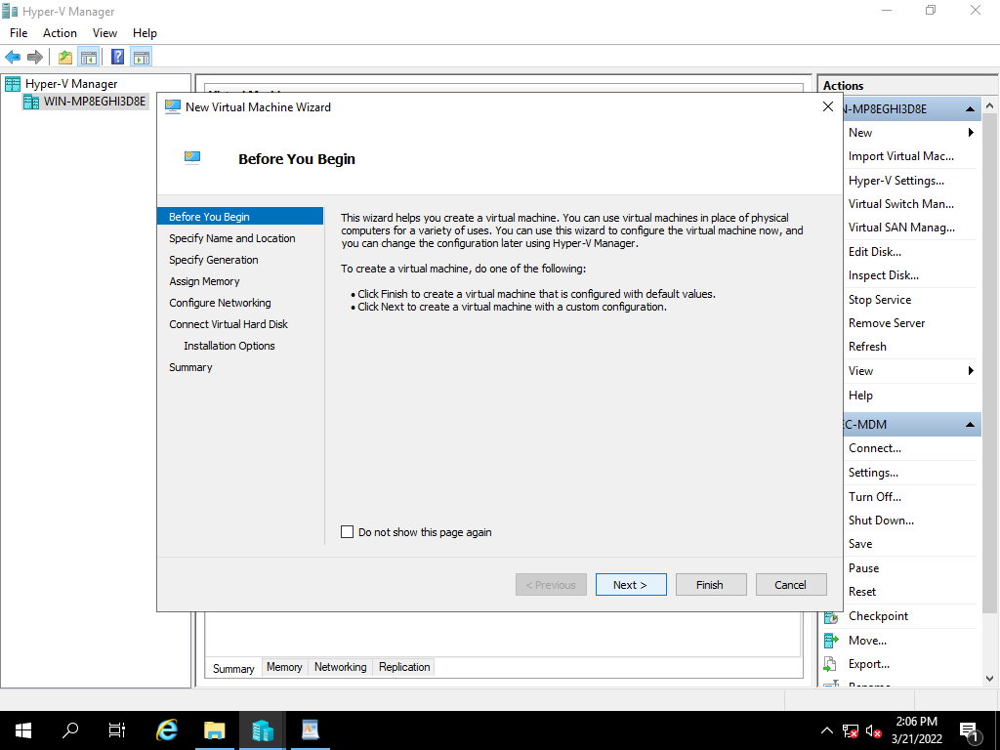 Hyper-V Manager
File Action View Help
Hyper-V Manager
WIN-MP8EGHI3D8E
New Virtual Machine Wizard
Before You Begin
Before You Begin
Specify Name and Location
Specify Generation
Assign Memory
Configure Networking
Connect Virtual Hard Disk
Installation Options
Summary
This wizard helps you create a virtual machine. You can use virtual machines in place of physical
computers for a variety of uses. You can use this wizard to configure the virtual machine now, and
you can change the configuration later using Hyper-V Manager.
To create a virtual machine, do one of the following:
• Click Finish to create a virtual machine that is configured with default values.
• Click Next to create a virtual machine with a custom configuration.
Do not show this page again
< Previous Next > Finish Cancel
Summary Memory Networking Replication
Actions
N-MP8EGHI3D8E
New
Import Virtual Mac...
Hyper-V Settings...
Virtual Switch Man...
Virtual SAN Manag...
Edit Disk...
Inspect Disk...
Stop Service
Remove Server
Refresh
View
Help
C-MDM
Connect...
Settings...
Turn Off...
Shut Down...
Save
Pause
Reset
Checkpoint
Move...
Export...
2:06 PM
3/21/2022
1